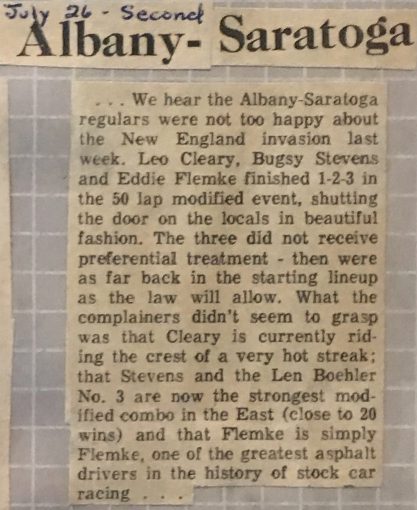 July 26 - Second
Albany- Saratoga
. . . We hear the Albany-Saratoga
regulars were not too happy about
the New England invasion last
week. Leo Cleary, Bugsy Stevens
and Eddie Flemke finished 1-2-3 in
the 50 lap modified event, shutting
the door on the locals in beautiful
fashion. The three did not receive
preferential treatment - then were
as far back in the starting lineup
as the law will allow. What the
complainers didn't seem to grasp
was that Cleary is currently rid-
ing the crest of a very hot streak;
that Stevens and the Len Boehler
No. 3 are now the strongest mod-
ified combo in the East (close to 20
wins) and that Flemke is simply
Flemke, one of the greatest asphalt
drivers in the history of stock car
racing . . .